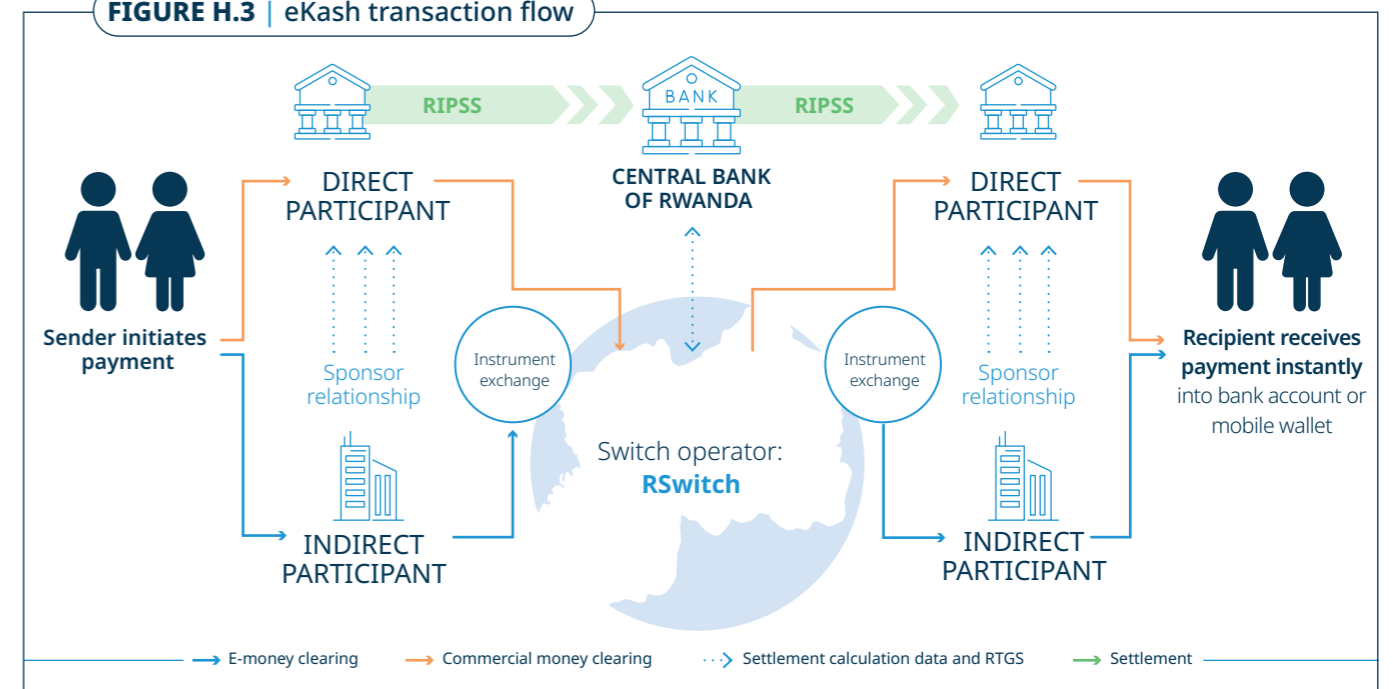 FIGURE H.3 | eKash transaction flow
RIPSS
BANK
RIPSS
CENTRAL BANK
OF RWANDA
DIRECT
PARTICIPANT
DIRECT
PARTICIPANT
Sender initiates
payment
Instrument
exchange
Instrument
exchange
Recipient receives
payment instantly
into bank account or
mobile wallet
Sponsor
relationship
Sponsor
relationship
Switch operator:
RSwitch
INDIRECT
PARTICIPANT
INDIRECT
PARTICIPANT
E-money clearing
Commercial money clearing
Settlement calculation data and RTGS
Settlement